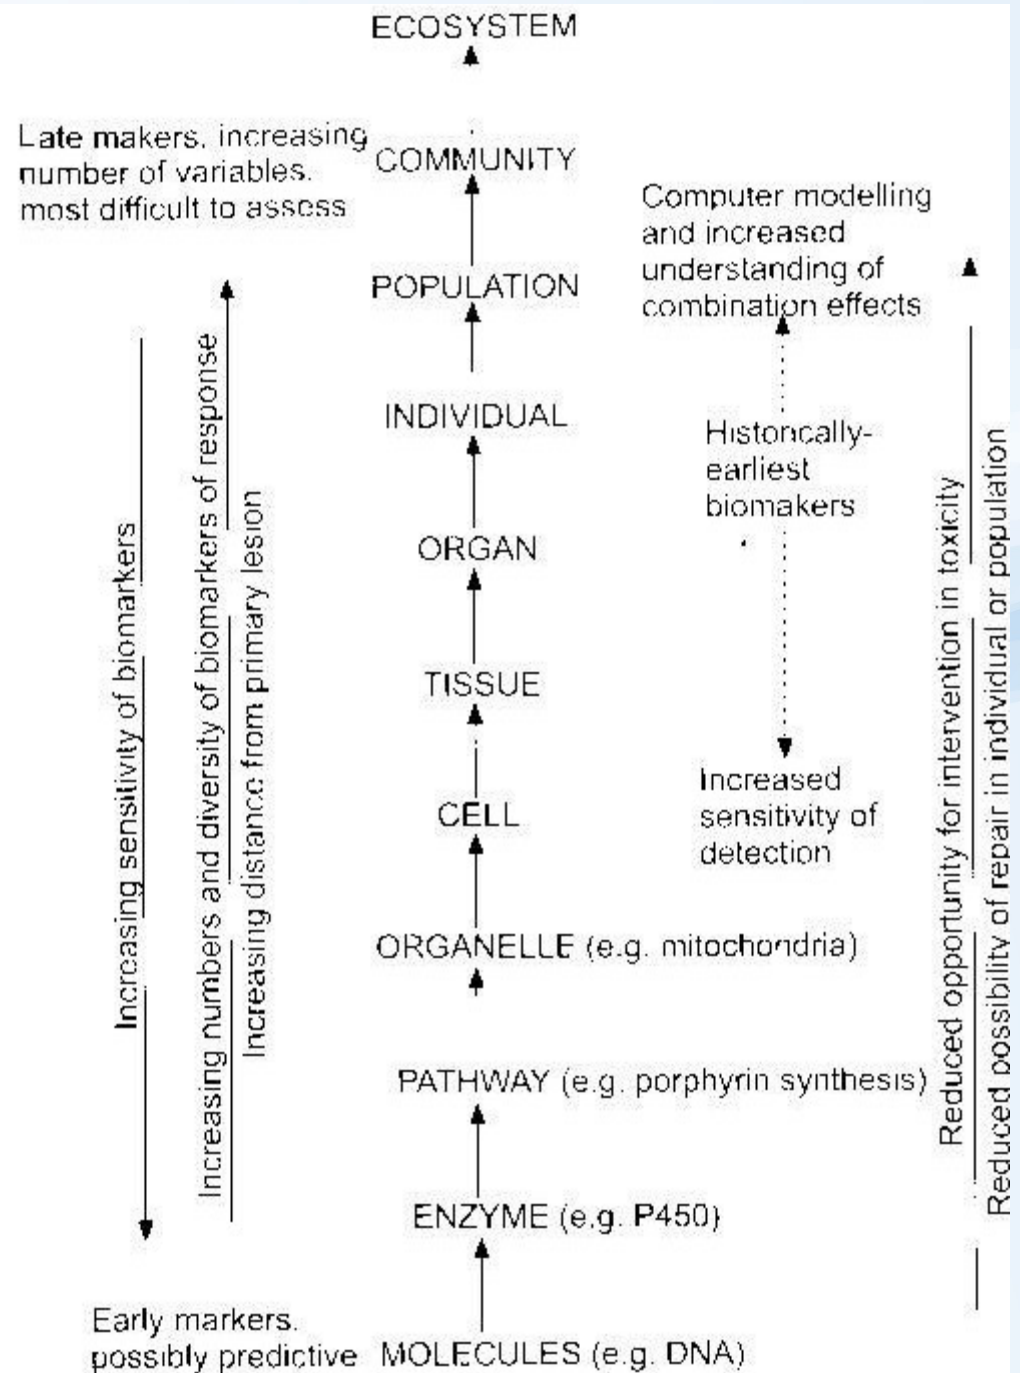 ECOSYSTEM
Late makers, increasing
number of variables,
most difficult to assess
COMMUNITY
Computer modelling
and increased
understanding of
combination effects
POPULATION
INDIVIDUAL
Historically-
earliest
biomakers
ORGAN
TISSUE
Increased
sensitivity of
detection
CELL
ORGANELLE (e.g. mitochondria)
PATHWAY (e.g. porphyrin synthesis)
ENZYME (e.g. P450)
Early markers,
possibly predictive
MOLECULES (e.g. DNA)
Increasing sensitivity of biomarkers
Increasing numbers and diversity of biomarkers of response
Increasing distance from primary lesion
Reduced opportunity for intervention in toxicity
Reduced possibility of repair in individual or population